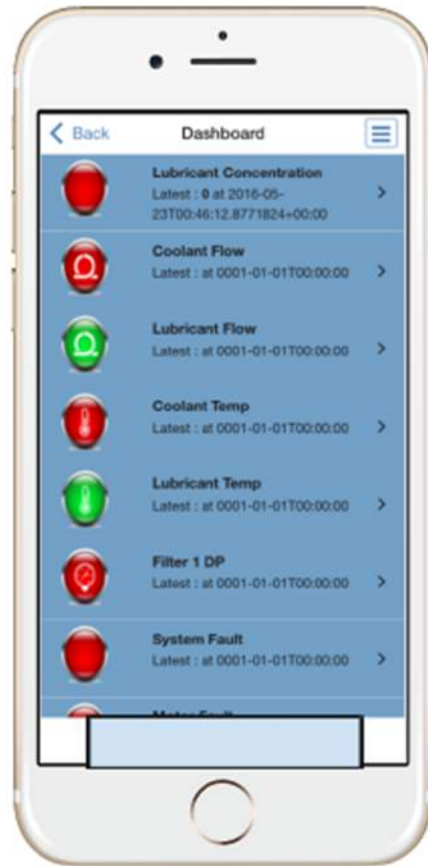 Back
Dashboard
Lubricant Concentration
Latest : 0 at 2016-05-
23T00:46:12.8771824+00:00
Coolant Flow
Latest : at 0001-01-01T00:00:00
Lubricant Flow
Latest : at 0001-01-01T00:00:00
Coolant Temp
Latest : at 0001-01-01T00:00:00
Lubricant Temp
Latest : at 0001-01-01T00:00:00
Filter 1 DP
Latest : at 0001-01-01T00:00:00
System Fault
Latest : at 0001-01-01T00:00:00